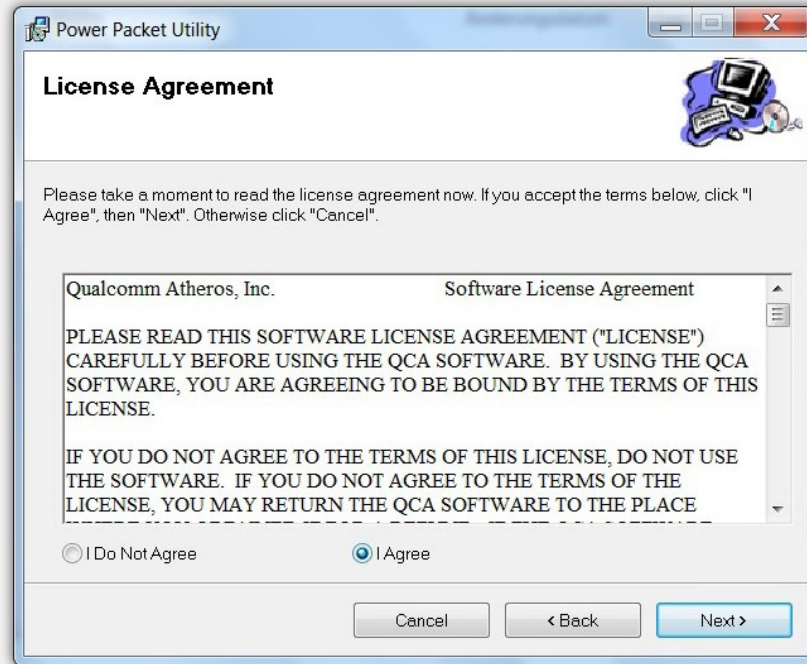 Power Packet Utility
License Agreement
Please take a moment to read the license agreement now. If you accept the terms below, click "I
Agree", then "Next". Otherwise click "Cancel".
Qualcomm Atheros, Inc. Software License Agreement
PLEASE READ THIS SOFTWARE LICENSE AGREEMENT ("LICENSE")
CAREFULLY BEFORE USING THE QCA SOFTWARE. BY USING THE QCA
SOFTWARE, YOU ARE AGREEING TO BE BOUND BY THE TERMS OF THIS
LICENSE.
IF YOU DO NOT AGREE TO THE TERMS OF THIS LICENSE, DO NOT USE
THE SOFTWARE. IF YOU DO NOT AGREE TO THE TERMS OF THE
LICENSE, YOU MAY RETURN THE QCA SOFTWARE TO THE PLACE
I Do Not Agree
I Agree
Cancel
< Back
Next >